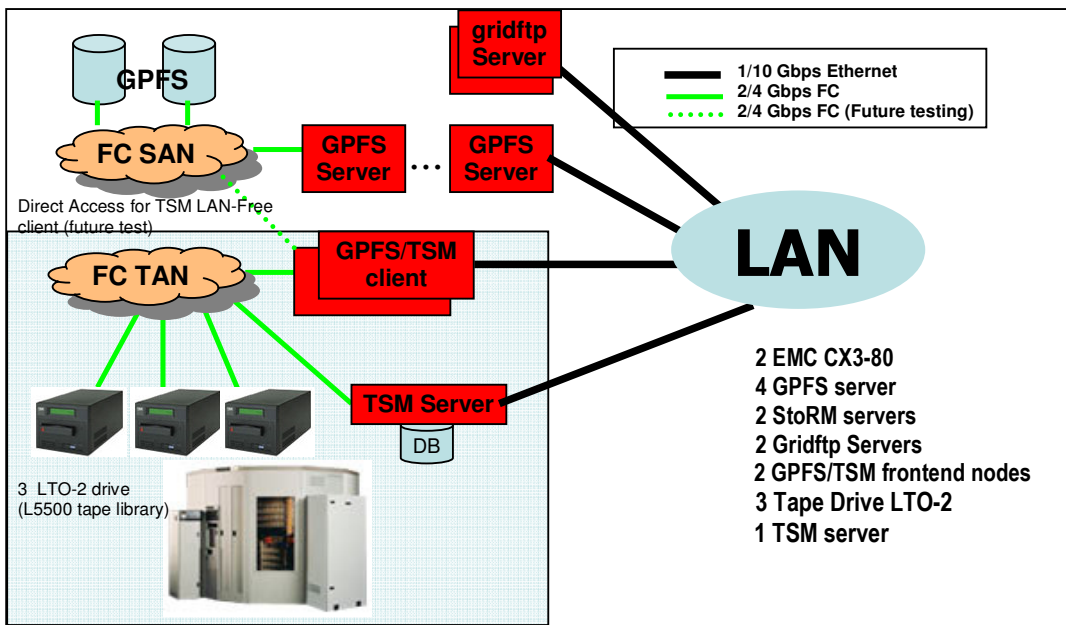 gridftp
Server
GPFS
1/10 Gbps Ethernet
2/4 Gbps FC
2/4 Gbps FC (Future testing)
FC SAN
GPFS
Server
...
GPFS
Server
Direct Access for TSM LAN-Free
client (future test)
LAN
FC TAN
GPFS/TSM
client
TSM Server
DB
3 LTO-2 drive
(L5500 tape library)
2 EMC CX3-80
4 GPFS server
2 StoRM servers
2 Gridftp Servers
2 GPFS/TSM frontend nodes
3 Tape Drive LTO-2
1 TSM server